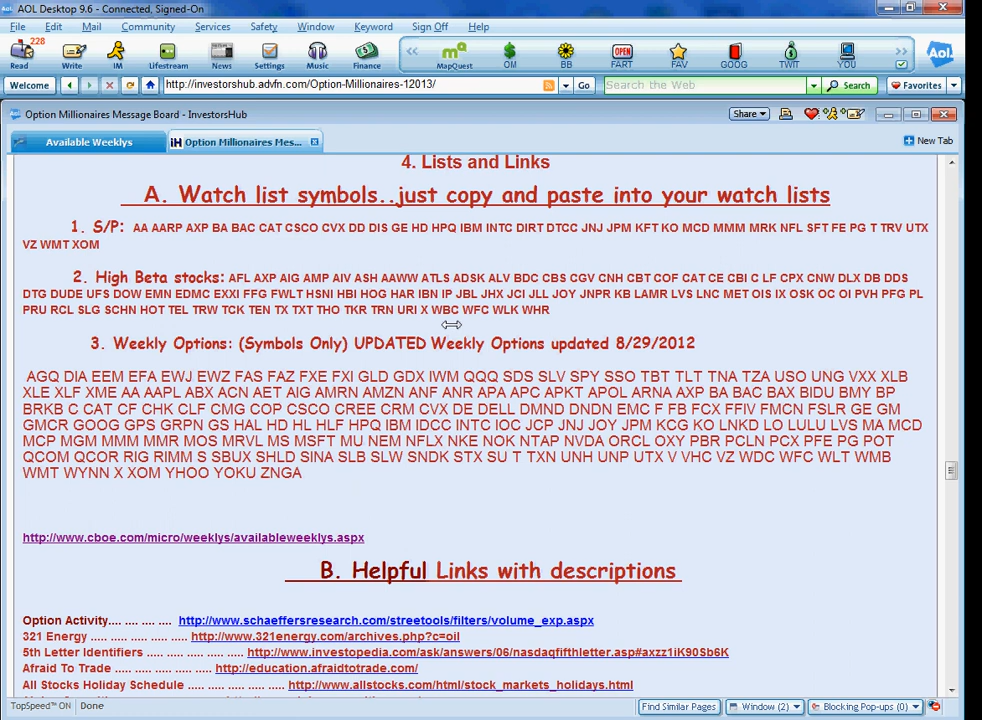 AOL Desktop 9.6 - Connected, Signed-On
File Edit Mail Community Services Safety Window Keyword Sign Off Help
228
Read Write IM Lifestream News Settings Music Finance MapQuest OM BB FART FAV GOOG TWIT YOU
OPEN
Aol.
Welcome http://investorshub.advfn.com/Option-Millionaires-12013/ Go Search the Web Search Favorites
Option Millionaires Message Board - InvestorsHub Share
Available Weeklys iH Option Millionaires Mes... New Tab
4. Lists and Links
A. Watch list symbols..just copy and paste into your watch lists
1. S/P: AA AARP AXP BA BAC CAT CSCO CVX DD DIS GE HD HPQ IBM INTC DIRT DTCC JNJ JPM KFT KO MCD MMM MRK NFL SFT FE PG T TRV UTX
VZ WMT XOM
2. High Beta stocks: AFL AXP AIG AMP AIV ASH AAWW ATLS ADSK ALV BDC CBS CGV CNH CBT COF CAT CE CBI C LF CPX CNW DLX DB DDS
DTG DUDE UFS DOW EMN EDMC EXXI FFG FWLT HSNI HBI HOG HAR IBN IP JBL JHX JCI JLL JOY JNPR KB LAMR LVS LNC MET OIS IX OSK OC OI PVH PFG PL
PRU RCL SLG SCHN HOT TEL TRW TCK TEN TX TXT THO TKR TRN URI X WBC WFC WLK WHR
3. Weekly Options: (Symbols Only) UPDATED Weekly Options updated 8/29/2012
AGQ DIA EEM EFA EWJ EWZ FAS FAZ FXE FXI GLD GDX IWM QQQ SDS SLV SPY SSO TBT TLT TNA TZA USO UNG VXX XLB
XLE XLF XME AA AAPL ABX ACN AET AIG AMRN AMZN ANF ANR APA APC APKT APOL ARNA AXP BA BAC BAX BIDU BMY BP
BRKB C CAT CF CHK CLF CMG COP CSCO CREE CRM CVX DE DELL DMND DNDN EMC F FB FCX FFIV FMCN FSLR GE GM
GMCR GOOG GPS GRPN GS HAL HD HL HLF HPQ IBM IDCC INTC IOC JCP JNJ JOY JPM KCG KO LNKD LO LULU LVS MA MCD
MCP MGM MMM MMR MOS MRVL MS MSFT MU NEM NFLX NKE NOK NTAP NVDA ORCL OXY PBR PCLN PCX PFE PG POT
QCOM QCOR RIG RIMM S SBUX SHLD SINA SLB SLW SNDK STX SU T TXN UNH UNP UTX V VHC VZ WDC WFC WLT WMB
WMT WYNN X XOM YHOO YOKU ZNGA
http://www.cboe.com/micro/weeklys/availableweeklys.aspx
B. Helpful Links with descriptions
Option Activity.... .... .... .... http://www.schaeffersresearch.com/streetools/filters/volume_exp.aspx
321 Energy ..... ..... ..... ..... ..... http://www.321energy.com/archives.php?c=oil
5th Letter Identifiers ..... ..... ..... ..... http://www.investopedia.com/ask/answers/06/nasdaqfifthletter.asp#axzz1iK90Sb6K
Afraid To Trade ..... ..... ..... ..... http://education.afraidtotrade.com/
All Stocks Holiday Schedule ..... ..... ..... ..... http://www.allstocks.com/html/stock_markets_holidays.html
TopSpeed™ ON Done Find Similar Pages Window (2) Blocking Pop-ups (0)